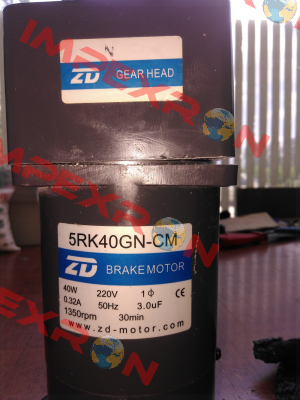 N
ZD GEAR HEAD
5RK40GN-CM
ZD BRAKE MOTOR
40W 220V 1Φ CE
0.32A 50Hz 3.0uF
1350rpm 30min
www.zd-motor.com
IMPEXRON